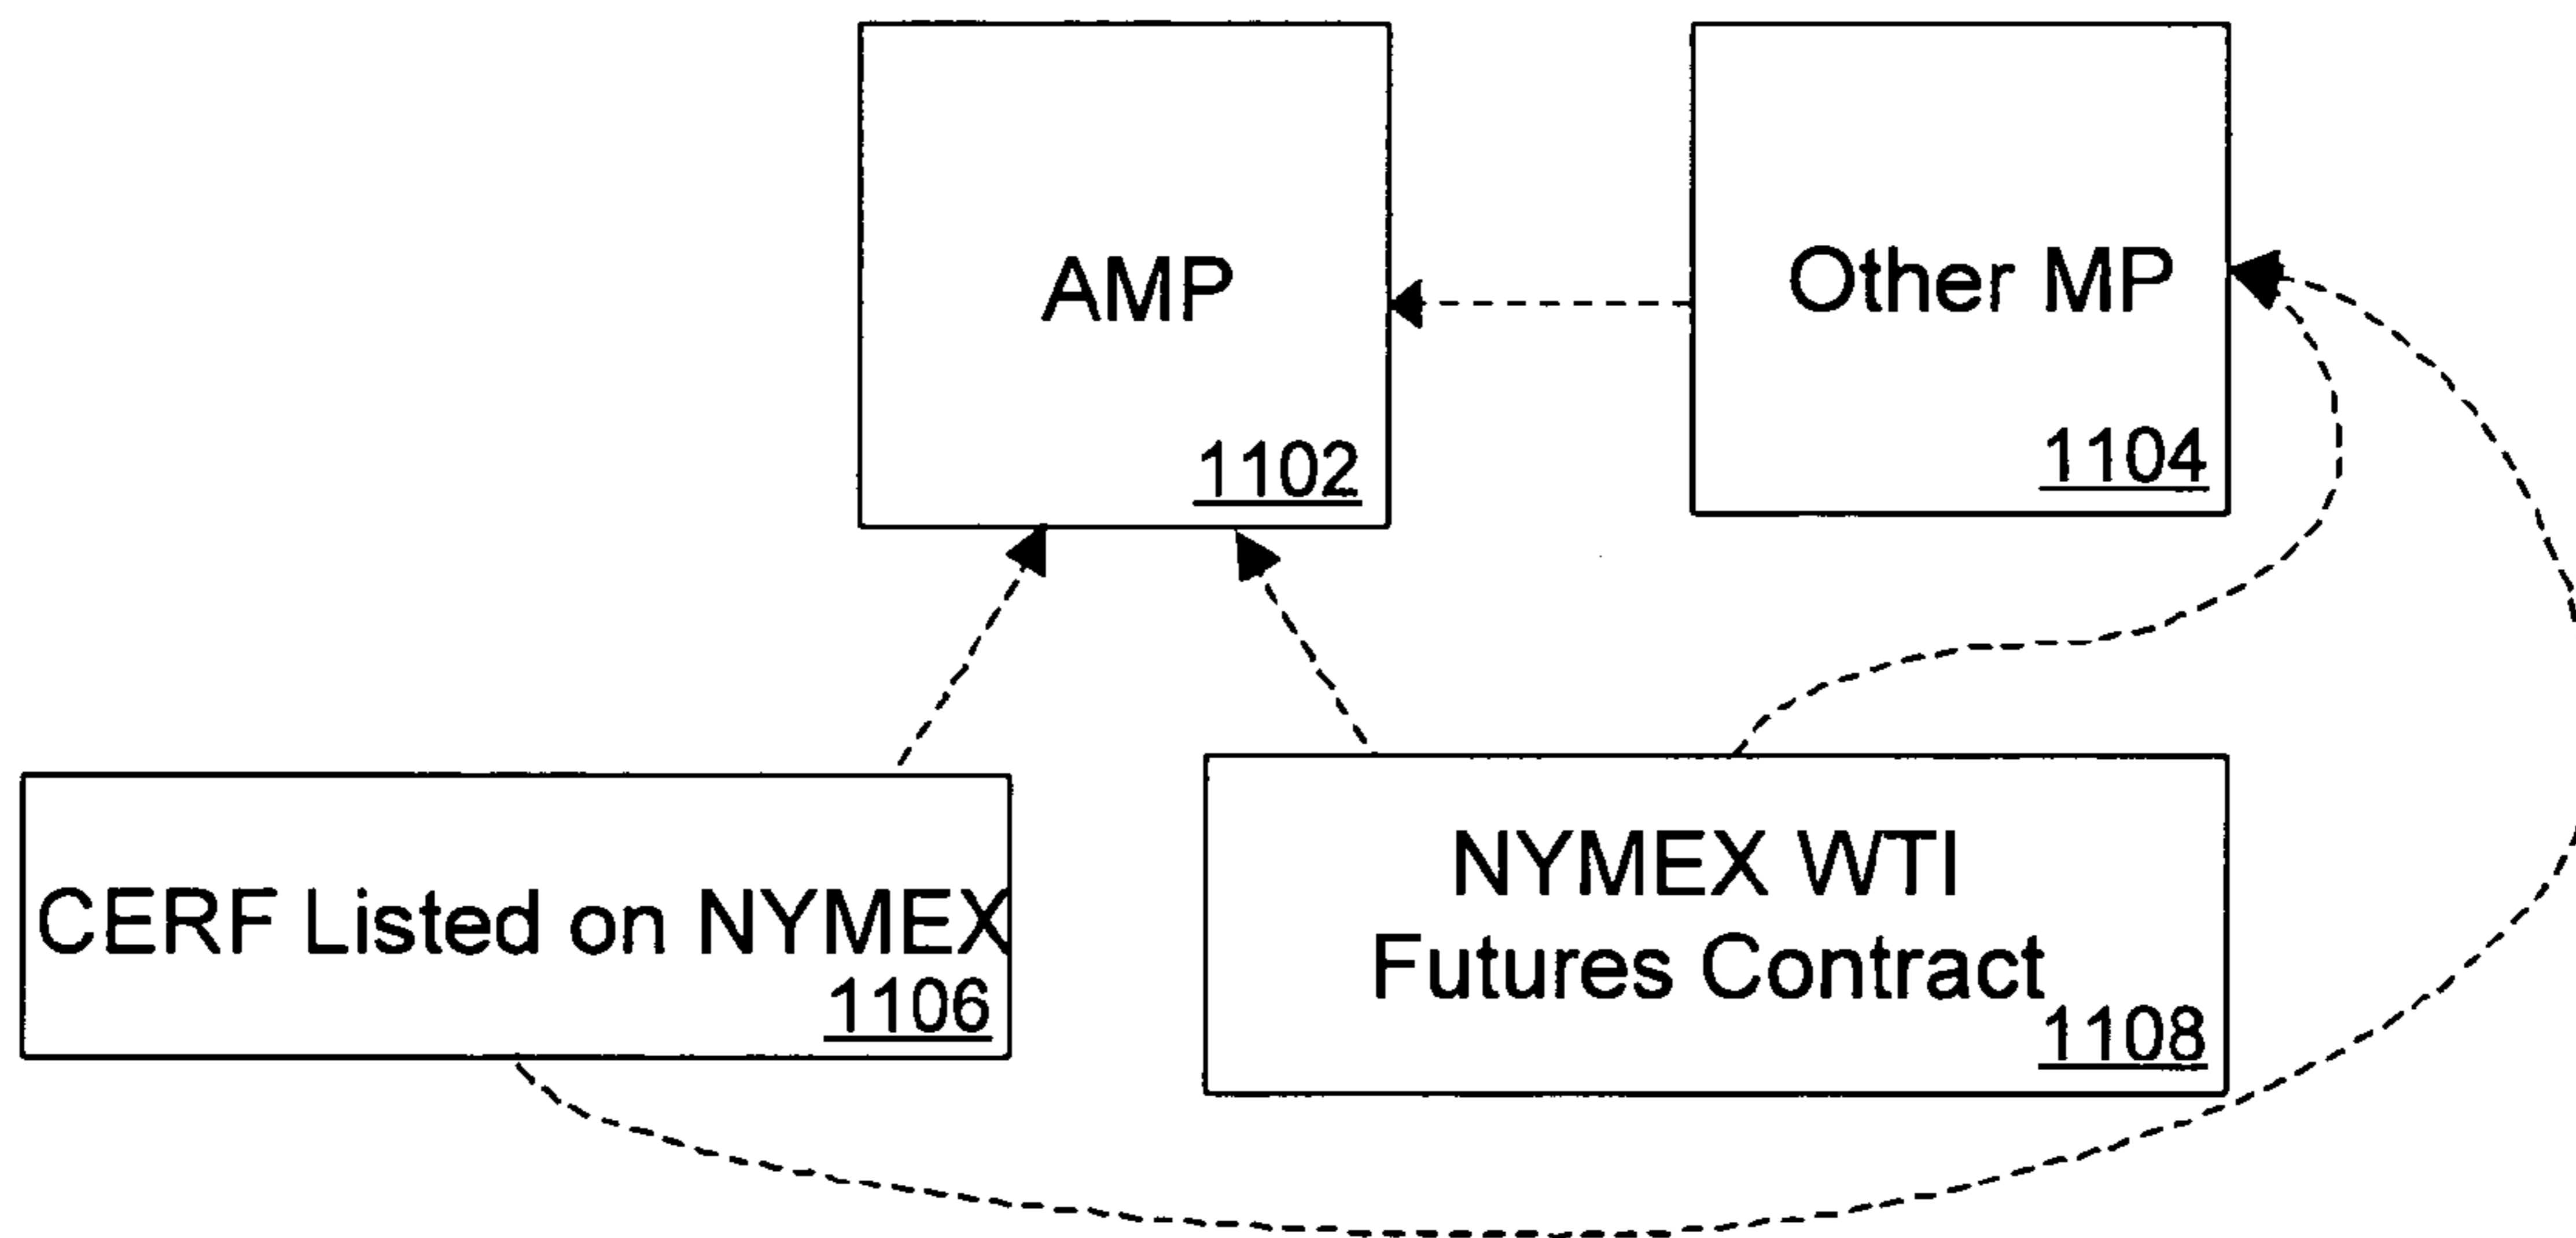 AMP
1102
Other MP
1104
CERF Listed on NYMEX
1106
NYMEX WTI
Futures Contract
1108